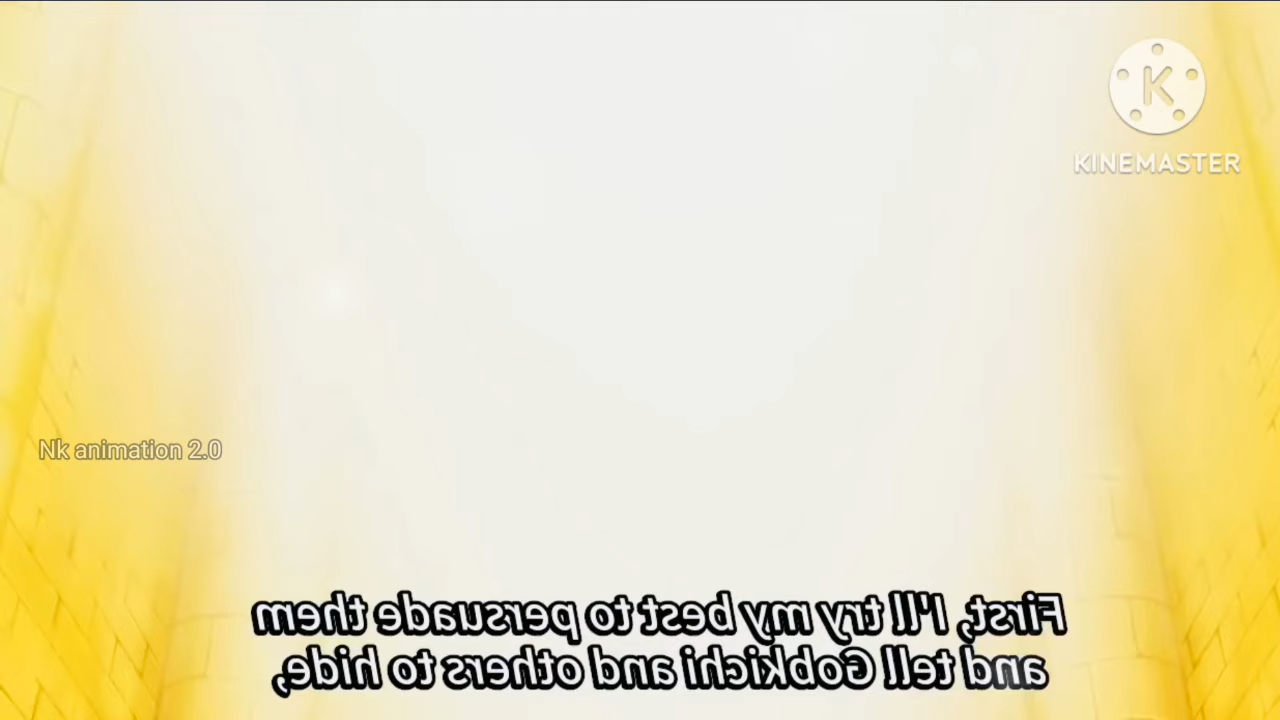 K
KINEMASTER
Nk animation 2.0
First, I'll try my best to persuade them
and tell Gobkichi and others to hide,